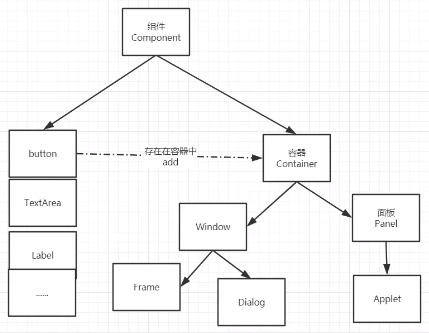 组件
Component
button
存在在容器中
add
容器
Container
TextArea
Label
......
Window
面板
Panel
Frame
Dialog
Applet